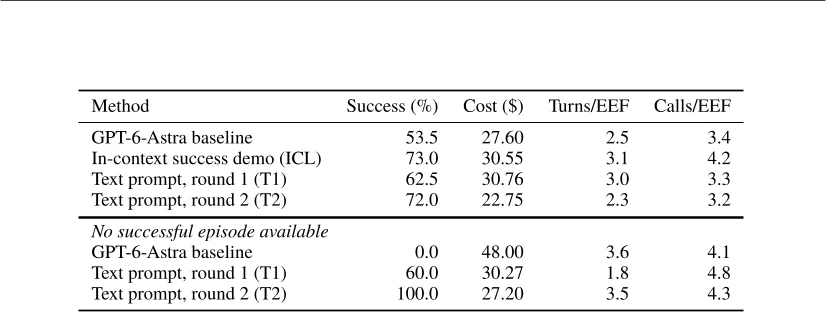 Method Success (%) Cost ($) Turns/EEF Calls/EEF
GPT-6-Astra baseline 53.5 27.60 2.5 3.4
In-context success demo (ICL) 73.0 30.55 3.1 4.2
Text prompt, round 1 (T1) 62.5 30.76 3.0 3.3
Text prompt, round 2 (T2) 72.0 22.75 2.3 3.2
No successful episode available
GPT-6-Astra baseline 0.0 48.00 3.6 4.1
Text prompt, round 1 (T1) 60.0 30.27 1.8 4.8
Text prompt, round 2 (T2) 100.0 27.20 3.5 4.3